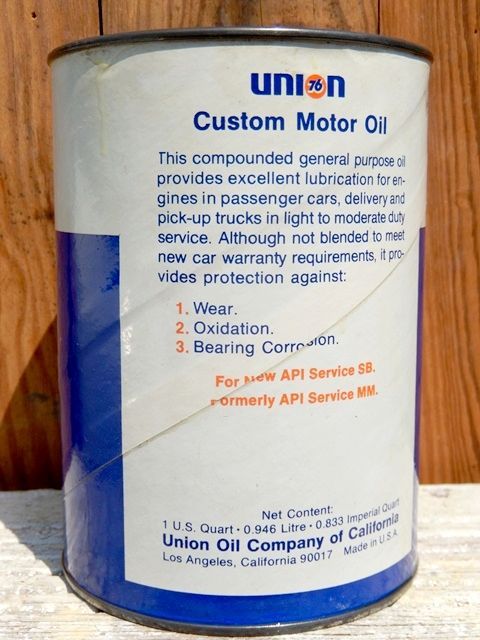 UNION 76
Custom Motor Oil
This compounded general purpose oil
provides excellent lubrication for en-
gines in passenger cars, delivery and
pick-up trucks in light to moderate duty
service. Although not blended to meet
new car warranty requirements, it pro-
vides protection against:
1. Wear.
2. Oxidation.
3. Bearing Corrosion.
For New API Service SB.
Formerly API Service MM.
Net Content:
1 U.S. Quart · 0.946 Litre · 0.833 Imperial Quart
Union Oil Company of California
Los Angeles, California 90017 Made in U.S.A.